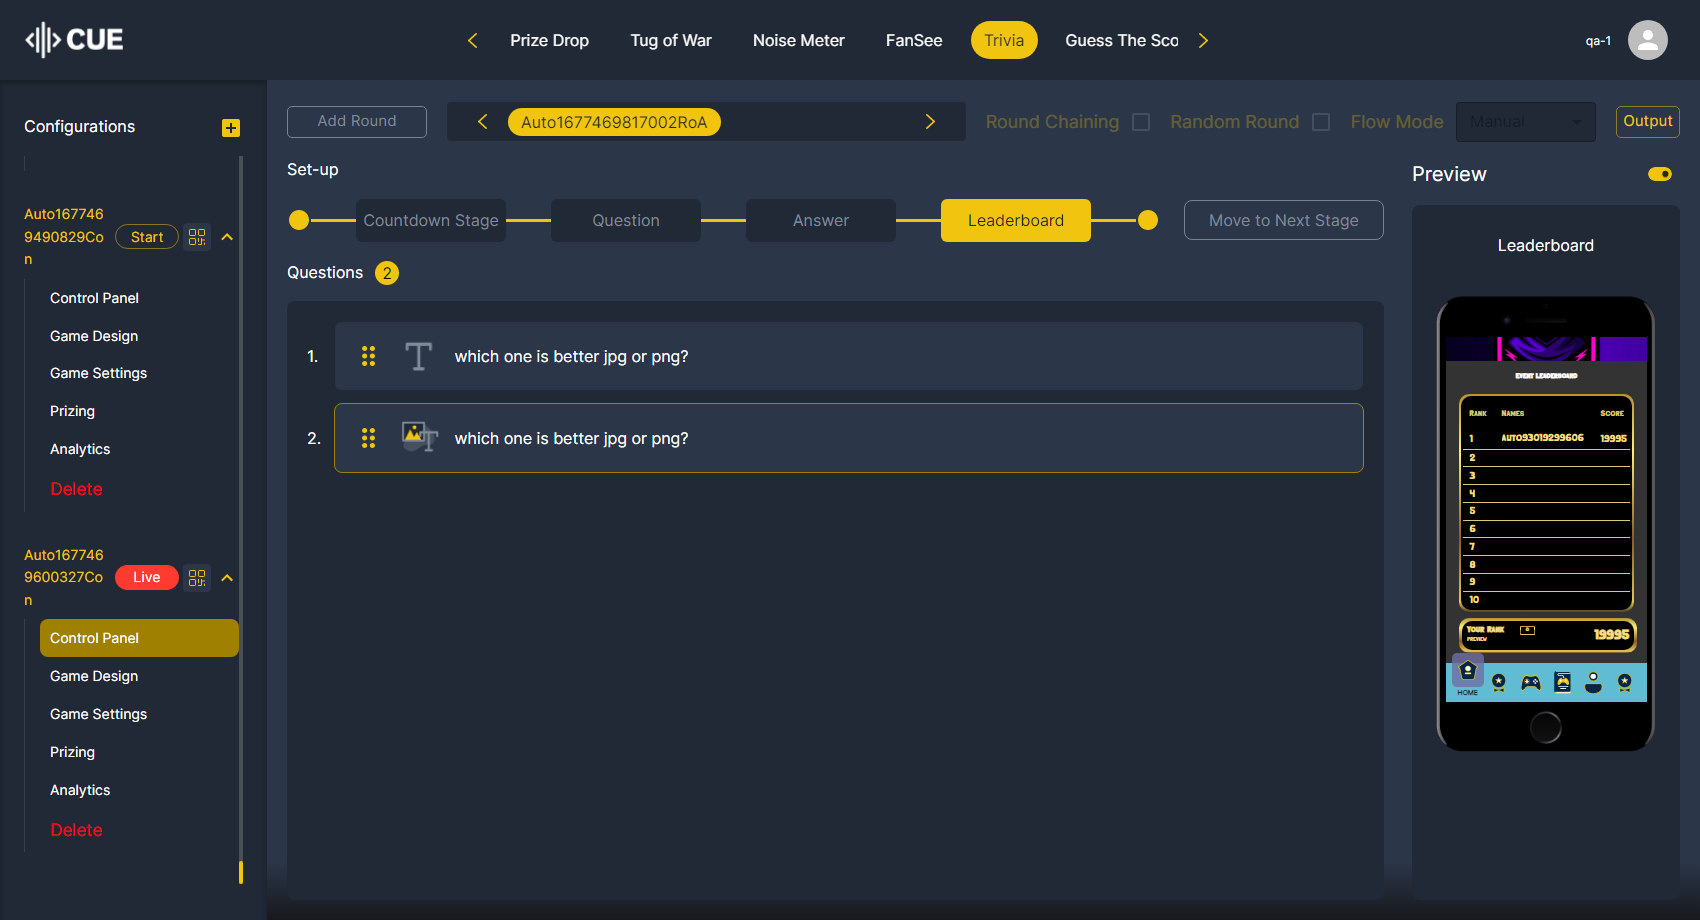 CUE
Prize Drop
Tug of War
Noise Meter
FanSee
Trivia
Guess The Sco
qa-1
Configurations
Auto167746
9490829Co
n
Start
Control Panel
Game Design
Game Settings
Prizing
Analytics
Delete
Auto167746
9600327Co
n
Live
Control Panel
Game Design
Game Settings
Prizing
Analytics
Delete
Add Round
Auto1677469817002RoA
Round Chaining
Random Round
Flow Mode
Manual
Output
Set-up
Countdown Stage
Question
Answer
Leaderboard
Move to Next Stage
Questions 2
1. which one is better jpg or png?
2. which one is better jpg or png?
Preview
Leaderboard
EVENT LEADERBOARD
RANK NAMES SCORE
1 AUTO93019299606 19995
2
3
4
5
6
7
8
9
10
YOUR RANK
PREVIEW
19995
HOME